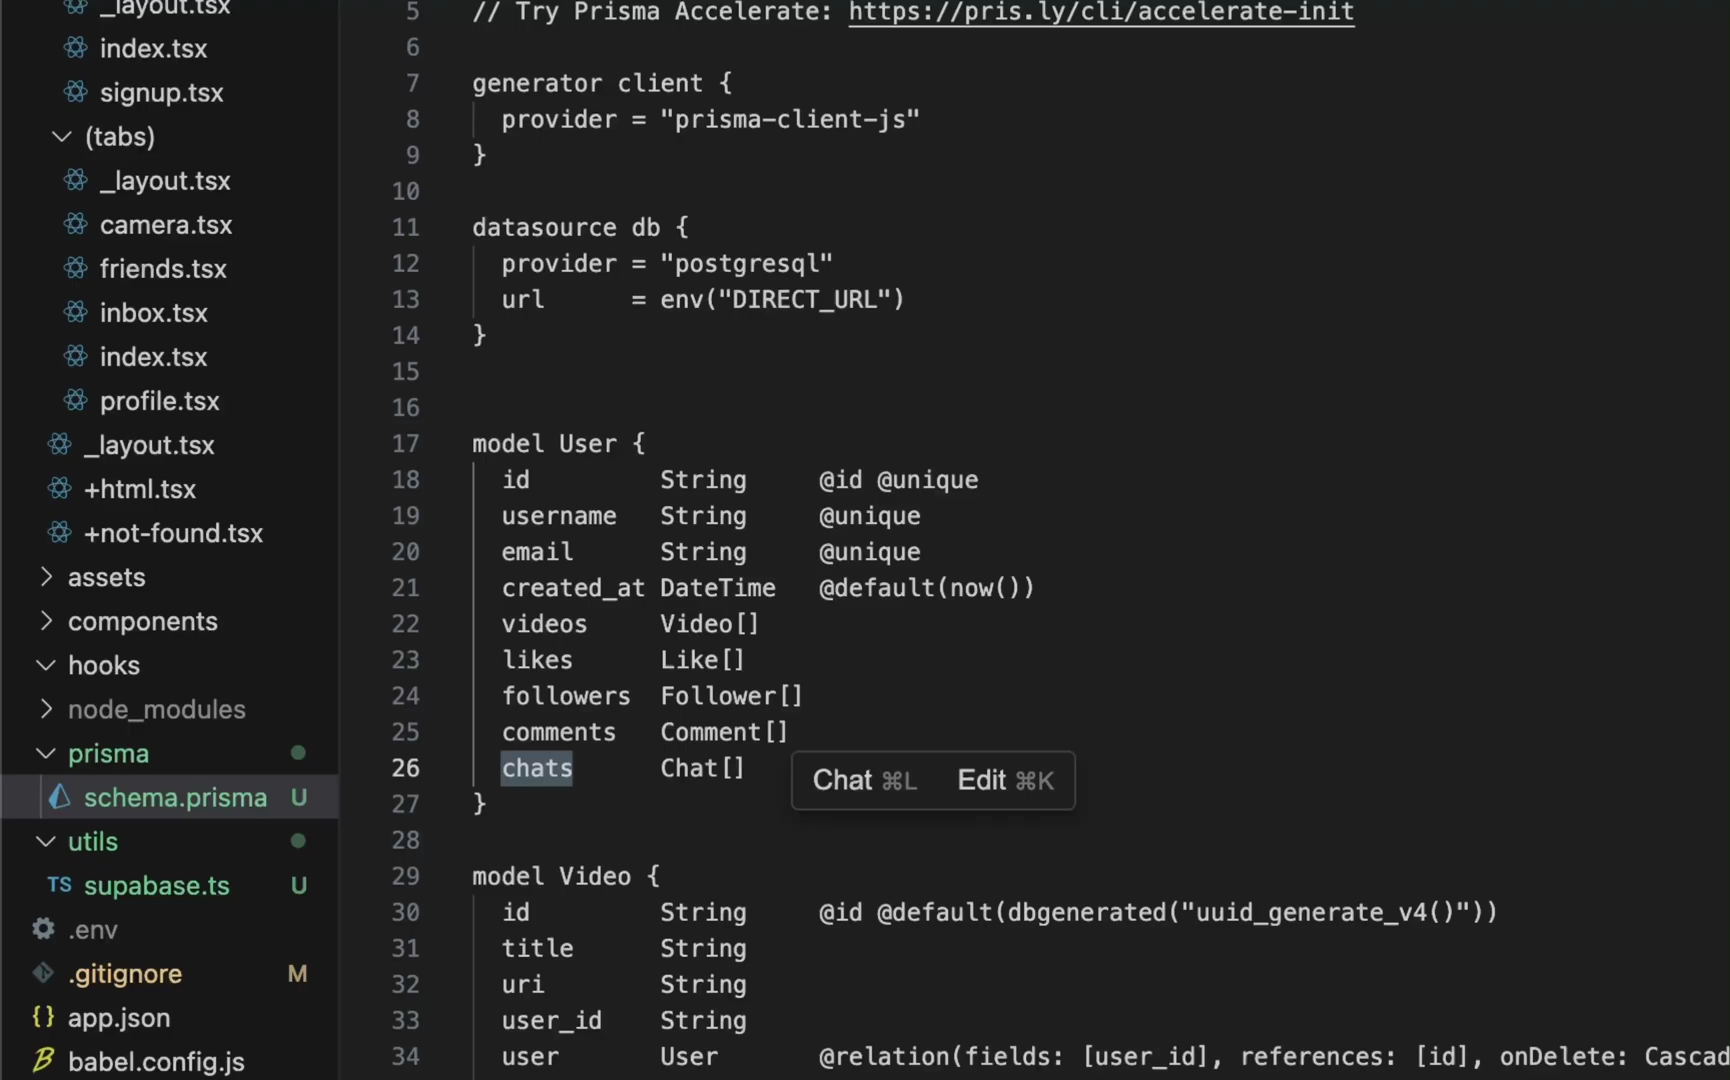 _layout.tsx
index.tsx
signup.tsx
(tabs)
_layout.tsx
camera.tsx
friends.tsx
inbox.tsx
index.tsx
profile.tsx
_layout.tsx
+html.tsx
+not-found.tsx
assets
components
hooks
node_modules
prisma
schema.prisma U
utils
TS supabase.ts U
.env
.gitignore M
{} app.json
babel.config.js
5 // Try Prisma Accelerate: https://pris.ly/cli/accelerate-init
6
7 generator client {
8 provider = "prisma-client-js"
9 }
10
11 datasource db {
12 provider = "postgresql"
13 url = env("DIRECT_URL")
14 }
15
16
17 model User {
18 id String @id @unique
19 username String @unique
20 email String @unique
21 created_at DateTime @default(now())
22 videos Video[]
23 likes Like[]
24 followers Follower[]
25 comments Comment[]
26 chats Chat[]
Chat ⌘L Edit ⌘K
27 }
28
29 model Video {
30 id String @id @default(dbgenerated("uuid_generate_v4()"))
31 title String
32 uri String
33 user_id String
34 user User @relation(fields: [user_id], references: [id], onDelete: Cascad